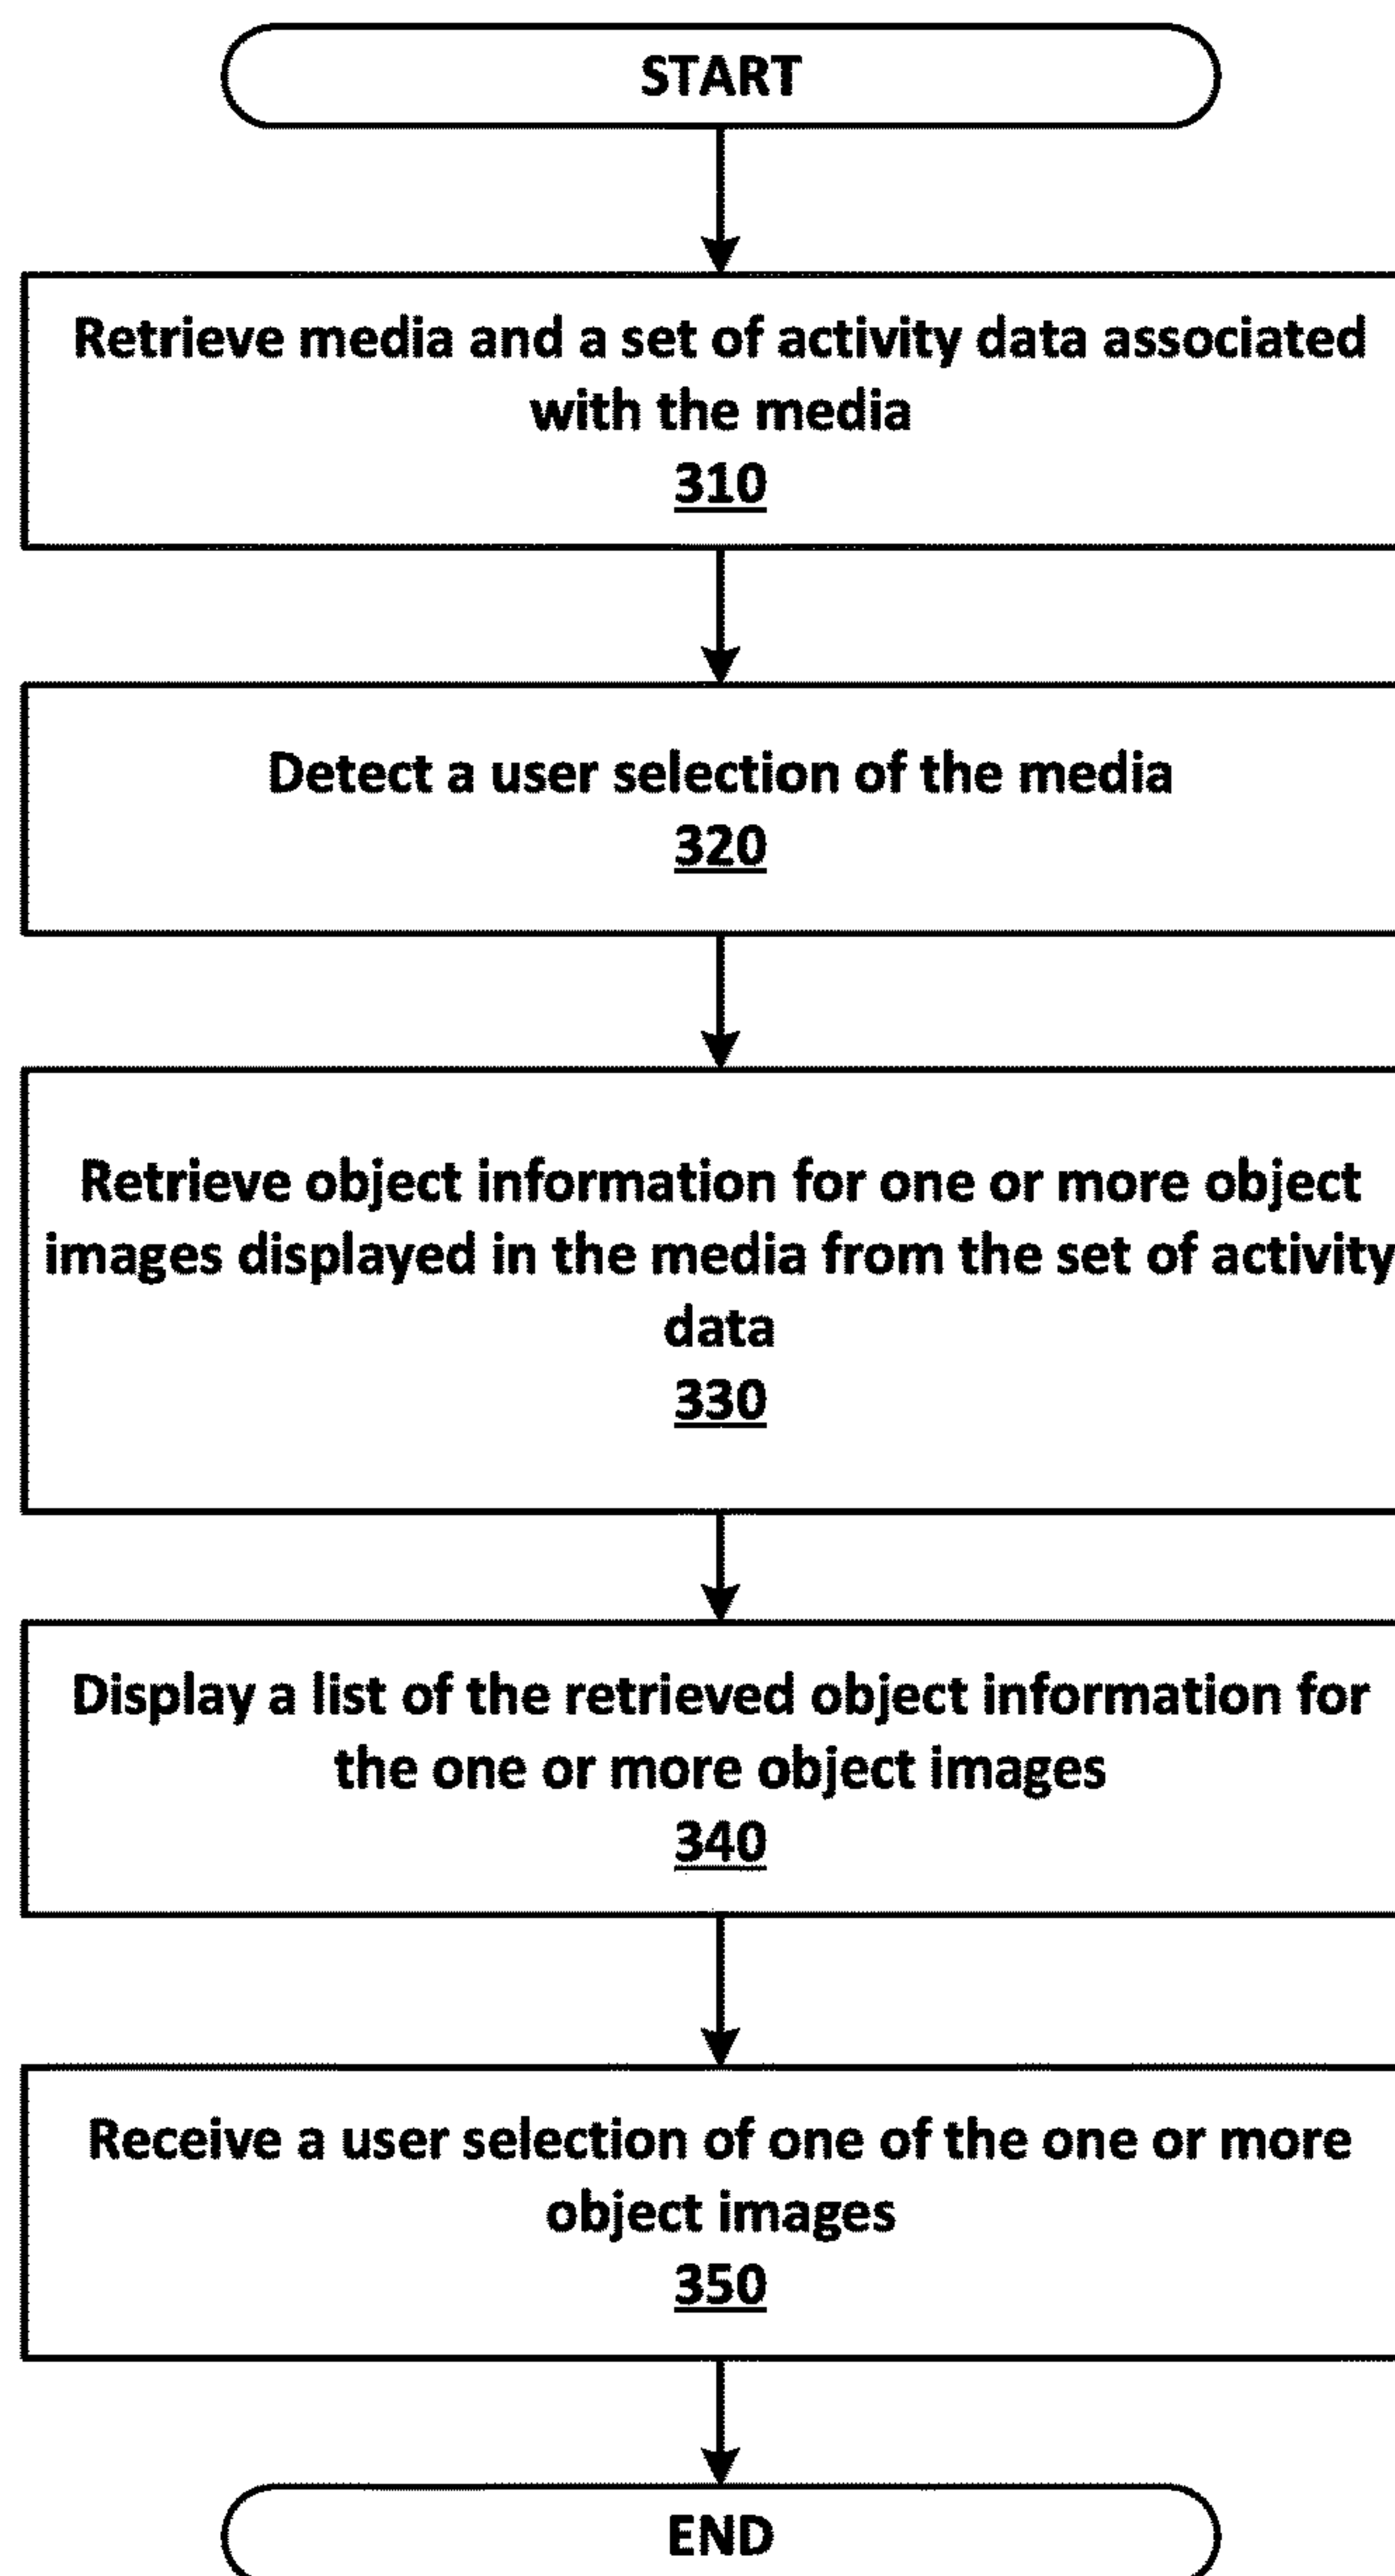 START
Retrieve media and a set of activity data associated
with the media
310
Detect a user selection of the media
320
Retrieve object information for one or more object
images displayed in the media from the set of activity
data
330
Display a list of the retrieved object information for
the one or more object images
340
Receive a user selection of one of the one or more
object images
350
END